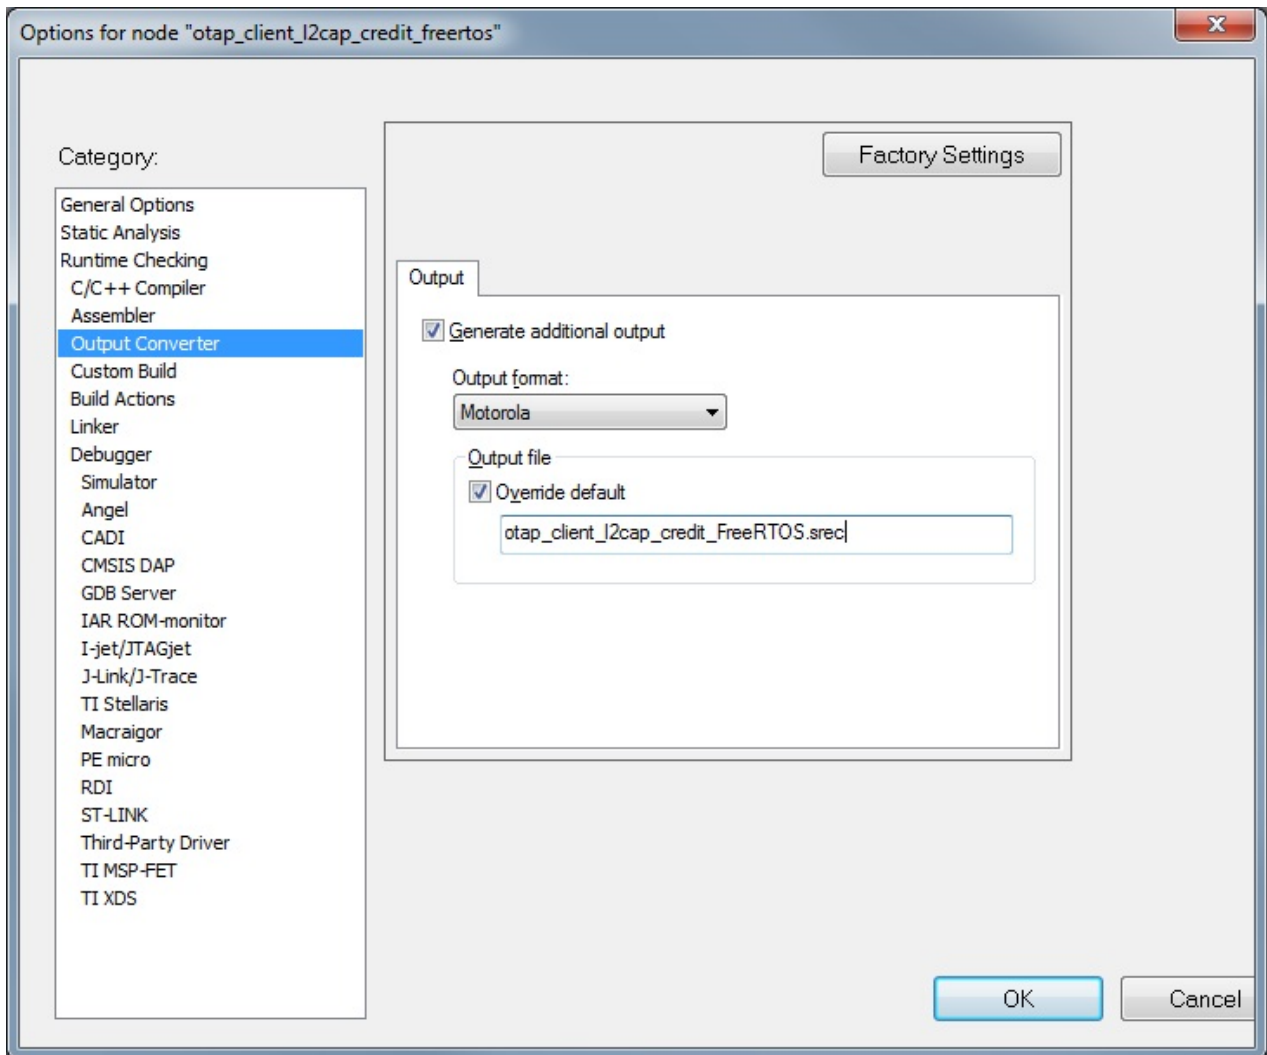 Options for node "otap_client_l2cap_credit_freertos"
Category:
Factory Settings
General Options
Static Analysis
Runtime Checking
C/C++ Compiler
Assembler
Output Converter
Custom Build
Build Actions
Linker
Debugger
Simulator
Angel
CADI
CMSIS DAP
GDB Server
IAR ROM-monitor
I-jet/JTAGjet
J-Link/J-Trace
TI Stellaris
Macraigor
PE micro
RDI
ST-LINK
Third-Party Driver
TI MSP-FET
TI XDS
Output
Generate additional output
Output format:
Motorola
Output file
Override default
otap_client_l2cap_credit_FreeRTOS.srec
OK
Cancel